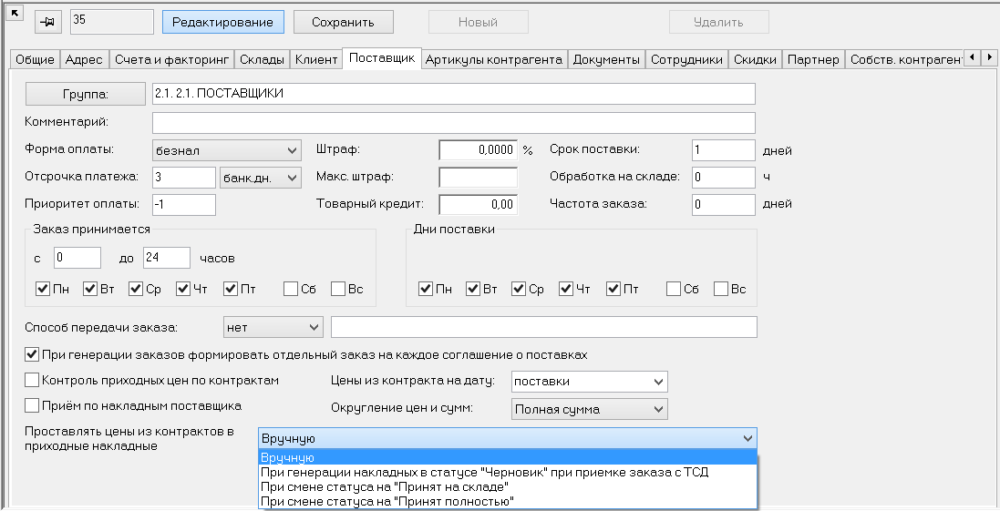 35 Редактирование Сохранить Новый Удалить
Общие Адрес Счета и факторинг Склады Клиент Поставщик Артикулы контрагента Документы Сотрудники Скидки Партнер Собств. контрагент
Группа: 2.1. 2.1. ПОСТАВЩИКИ
Комментарий:
Форма оплаты: безнал Штраф: 0,0000 % Срок поставки: 1 дней
Отсрочка платежа: 3 банк.дн. Макс. штраф: Обработка на складе: 0 ч
Приоритет оплаты: -1 Товарный кредит: 0,00 Частота заказа: 0 дней
Заказ принимается Дни поставки
с 0 до 24 часов
Пн Вт Ср Чт Пт Сб Вс Пн Вт Ср Чт Пт Сб Вс
Способ передачи заказа: нет
При генерации заказов формировать отдельный заказ на каждое соглашение о поставках
Контроль приходных цен по контрактам Цены из контракта на дату: поставки
Приём по накладным поставщика Округление цен и сумм: Полная сумма
Проставлять цены из контрактов в
приходные накладные
Вручную
Вручную
При генерации накладных в статусе "Черновик" при приемке заказа с ТСД
При смене статуса на "Принят на складе"
При смене статуса на "Принят полностью"